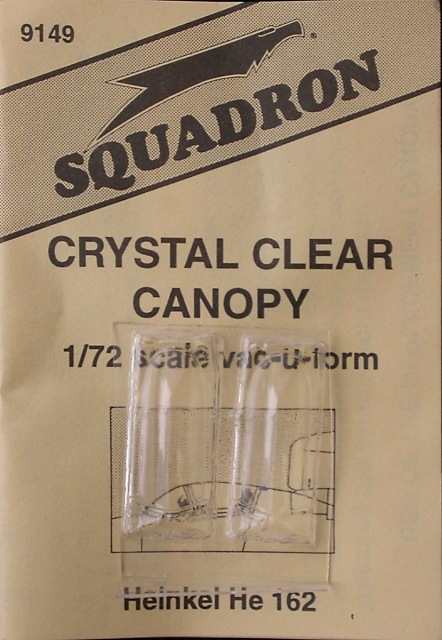 9149
SQUADRON®
CRYSTAL CLEAR
CANOPY
1/72 scale vac-u-form
Heinkel He 162